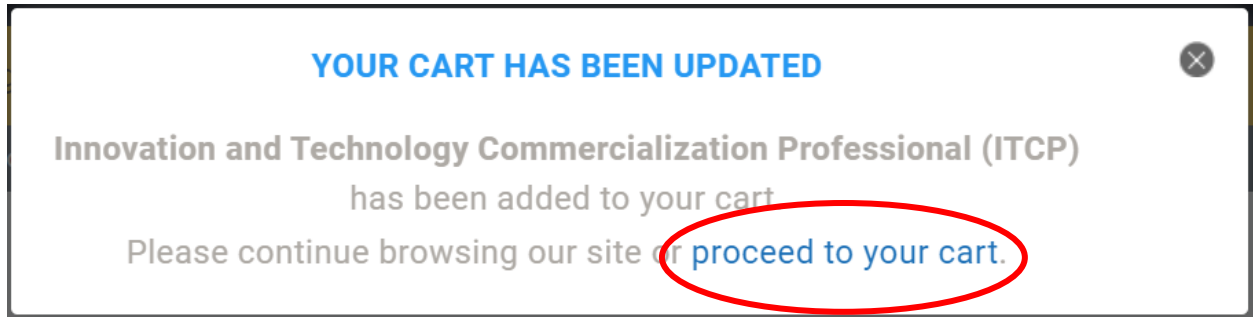 YOUR CART HAS BEEN UPDATED
Innovation and Technology Commercialization Professional (ITCP)
has been added to your cart
Please continue browsing our site or proceed to your cart.